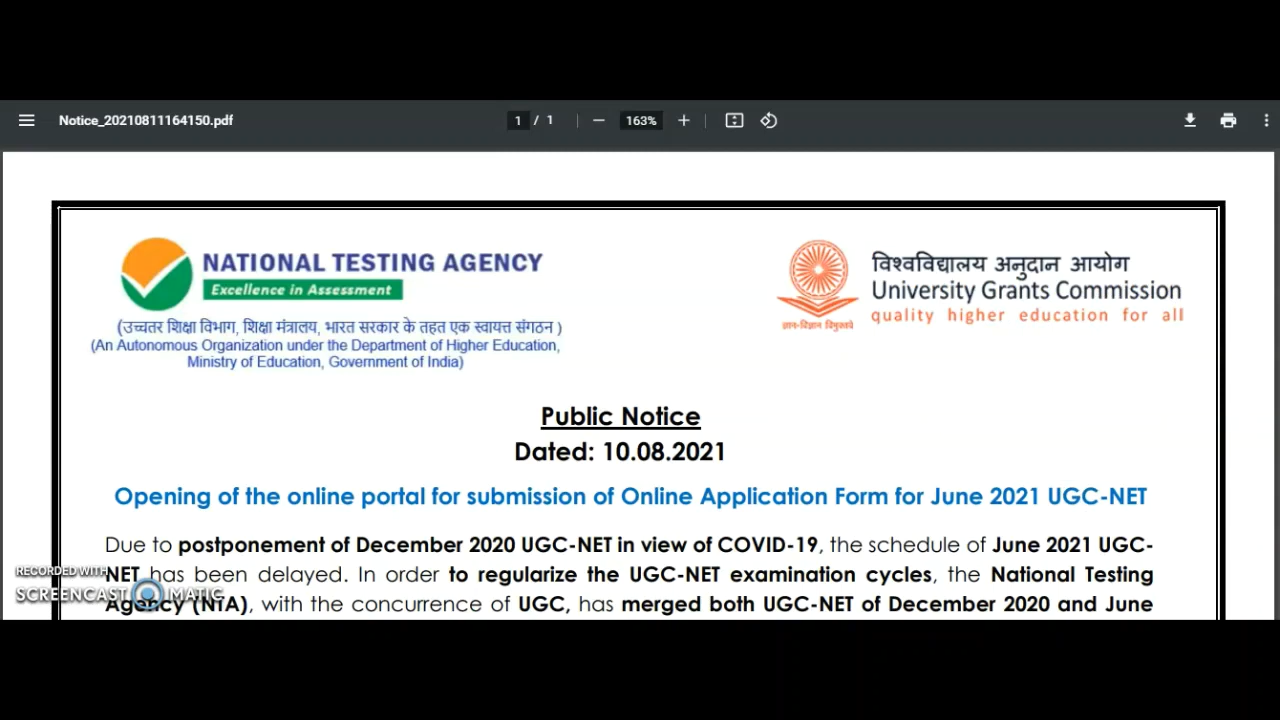 Notice_20210811164150.pdf
1 / 1
163%
NATIONAL TESTING AGENCY
Excellence in Assessment
(उच्चतर शिक्षा विभाग, शिक्षा मंत्रालय, भारत सरकार के तहत एक स्वायत्त संगठन )
(An Autonomous Organization under the Department of Higher Education,
Ministry of Education, Government of India)
विश्वविद्यालय अनुदान आयोग
University Grants Commission
quality higher education for all
ज्ञान-विज्ञान विमुक्तये
Public Notice
Dated: 10.08.2021
Opening of the online portal for submission of Online Application Form for June 2021 UGC-NET
Due to postponement of December 2020 UGC-NET in view of COVID-19, the schedule of June 2021 UGC-
NET has been delayed. In order to regularize the UGC-NET examination cycles, the National Testing
Agency (NTA), with the concurrence of UGC, has merged both UGC-NET of December 2020 and June
RECORDED WITH
SCREENCAST MATIC